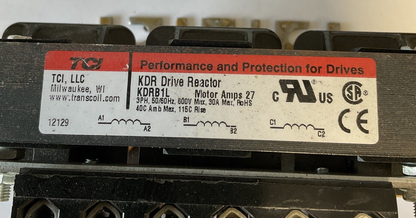 TCI
Performance and Protection for Drives
TCI, LLC
Milwaukee, WI
www.transcoil.com
KDR Drive Reactor
KDRB1L Motor Amps 27
3PH, 50/60Hz, 600V Max, 30A Max, RoHS
40C Amb Max, 115C Rise
C UR US
12129
A1 A2
B1 B2
C1 C2